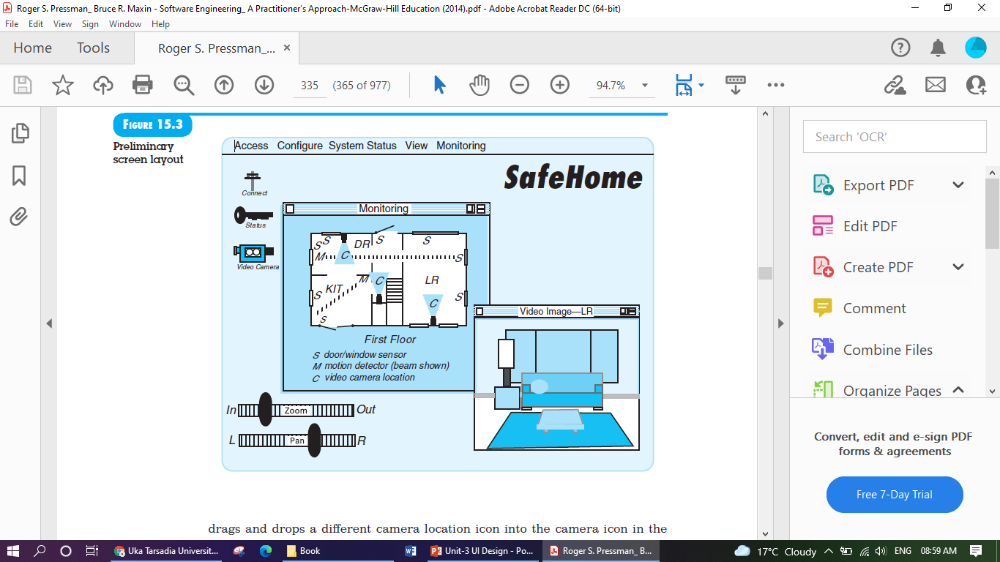 Roger S. Pressman_ Bruce R. Maxin - Software Engineering_ A Practitioner's Approach-McGraw-Hill Education (2014).pdf - Adobe Acrobat Reader DC (64-bit)
File Edit View Sign Window Help
Home Tools Roger S. Pressman_... ×
335 (365 of 977) 94.7%
FIGURE 15.3
Preliminary
screen layout
Access Configure System Status View Monitoring
SafeHome
Connect
Status
Video Camera
Monitoring
S S DR S S
M C S
KIT M C LR
S C S
S
First Floor
S door/window sensor
M motion detector (beam shown)
C video camera location
Video Image—LR
In Zoom Out
L Pan R
drags and drops a different camera location icon into the camera icon in the
Search 'OCR'
Export PDF
Edit PDF
Create PDF
Comment
Combine Files
Organize Pages
Convert, edit and e-sign PDF
forms & agreements
Free 7-Day Trial
Uka Tarsadia Universit... Book Unit-3 UI Design - Po... Roger S. Pressman_ B... 17°C Cloudy ENG 08:59 AM